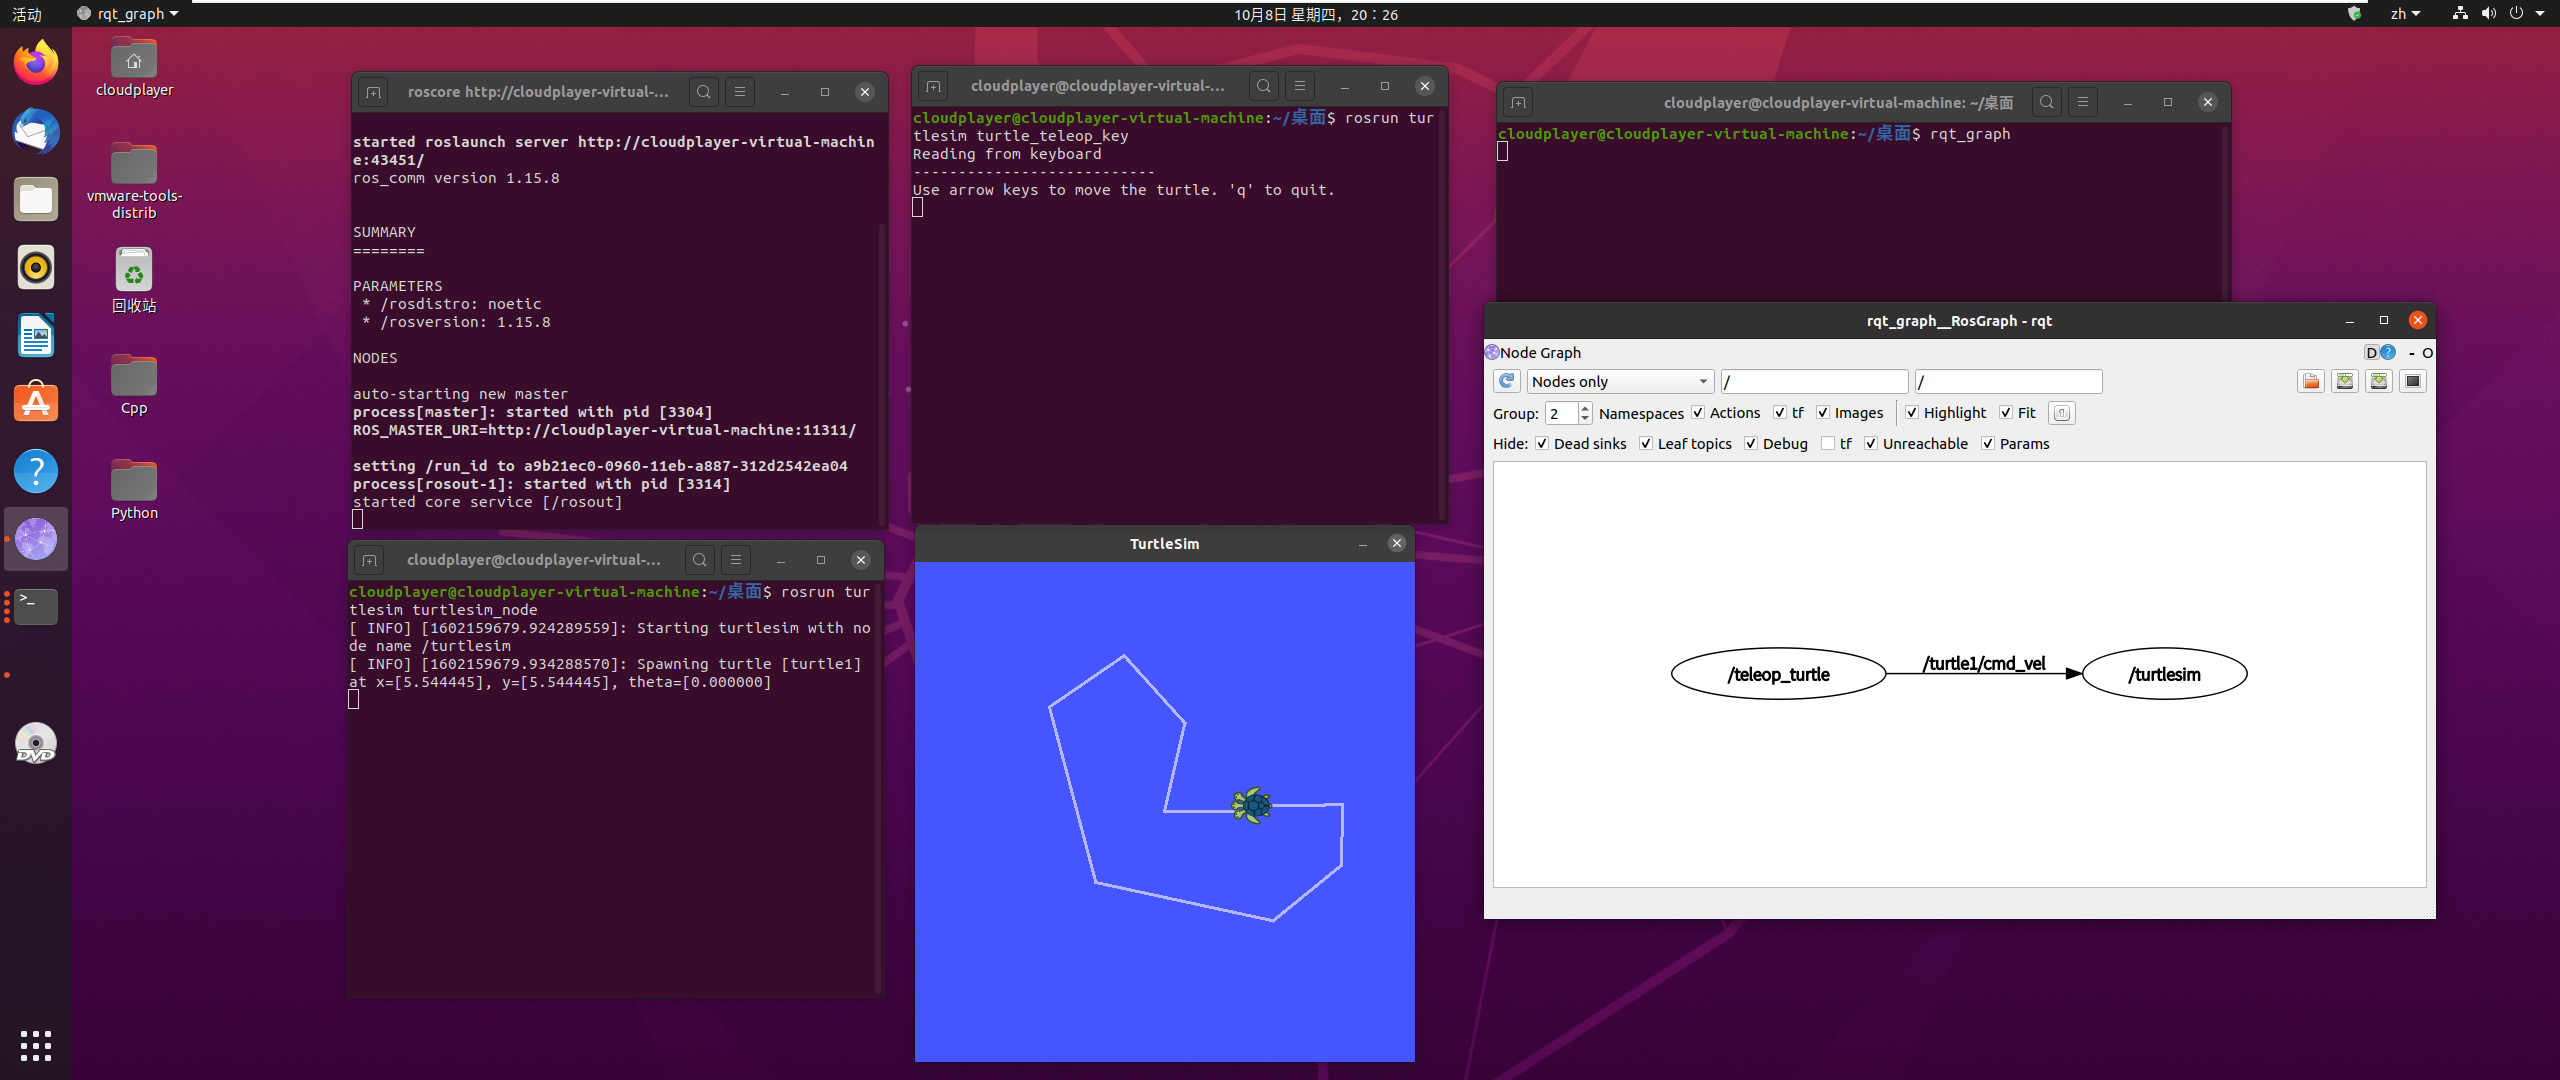 活动
rqt_graph
10月8日 星期四，20：26
zh
cloudplayer
vmware-tools-
distrib
回收站
Cpp
Python
DVD
roscore http://cloudplayer-virtual-...
started roslaunch server http://cloudplayer-virtual-machin
e:43451/
ros_comm version 1.15.8
SUMMARY
========
PARAMETERS
* /rosdistro: noetic
* /rosversion: 1.15.8
NODES
auto-starting new master
process[master]: started with pid [3304]
ROS_MASTER_URI=http://cloudplayer-virtual-machine:11311/
setting /run_id to a9b21ec0-0960-11eb-a887-312d2542ea04
process[rosout-1]: started with pid [3314]
started core service [/rosout]
cloudplayer@cloudplayer-virtual-...
cloudplayer@cloudplayer-virtual-machine:~/桌面$ rosrun tur
tlesim turtle_teleop_key
Reading from keyboard
---------------------------
Use arrow keys to move the turtle. 'q' to quit.
cloudplayer@cloudplayer-virtual-machine: ~/桌面
cloudplayer@cloudplayer-virtual-machine:~/桌面$ rqt_graph
cloudplayer@cloudplayer-virtual-...
cloudplayer@cloudplayer-virtual-machine:~/桌面$ rosrun tur
tlesim turtlesim_node
[ INFO] [1602159679.924289559]: Starting turtlesim with no
de name /turtlesim
[ INFO] [1602159679.934288570]: Spawning turtle [turtle1]
at x=[5.544445], y=[5.544445], theta=[0.000000]
TurtleSim
rqt_graph__RosGraph - rqt
Node Graph
D ? - O
Nodes only / /
Group: 2 Namespaces Actions tf Images Highlight Fit
Hide: Dead sinks Leaf topics Debug tf Unreachable Params
/teleop_turtle /turtle1/cmd_vel /turtlesim